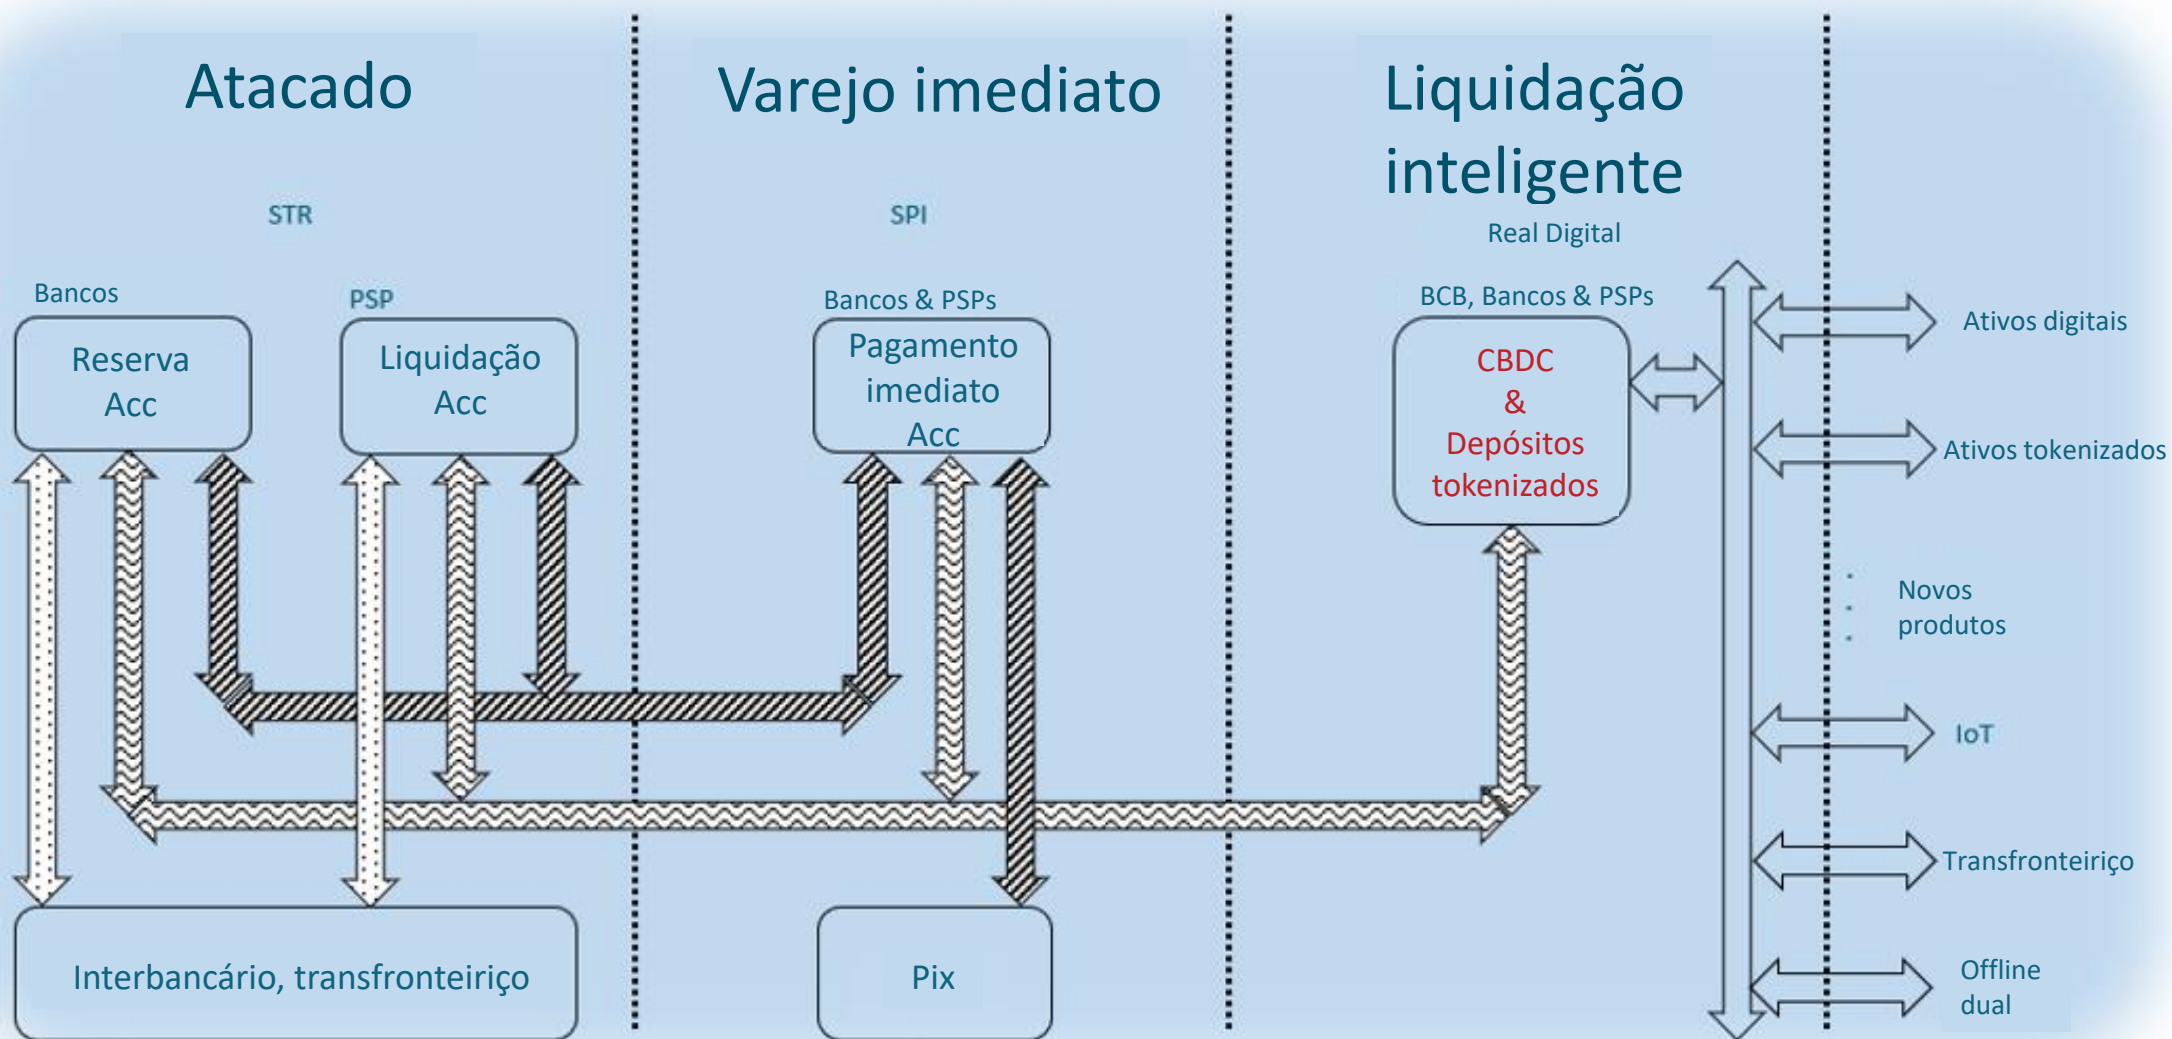 Atacado
Varejo imediato
Liquidação
inteligente
STR
SPI
Real Digital
Bancos
PSP
Bancos & PSPs
BCB, Bancos & PSPs
Reserva
Acc
Liquidação
Acc
Pagamento
imediato
Acc
CBDC
&
Depósitos
tokenizados
Ativos digitais
Ativos tokenizados
Novos
produtos
IoT
Transfronteiriço
Offline
dual
Interbancário, transfronteiriço
Pix